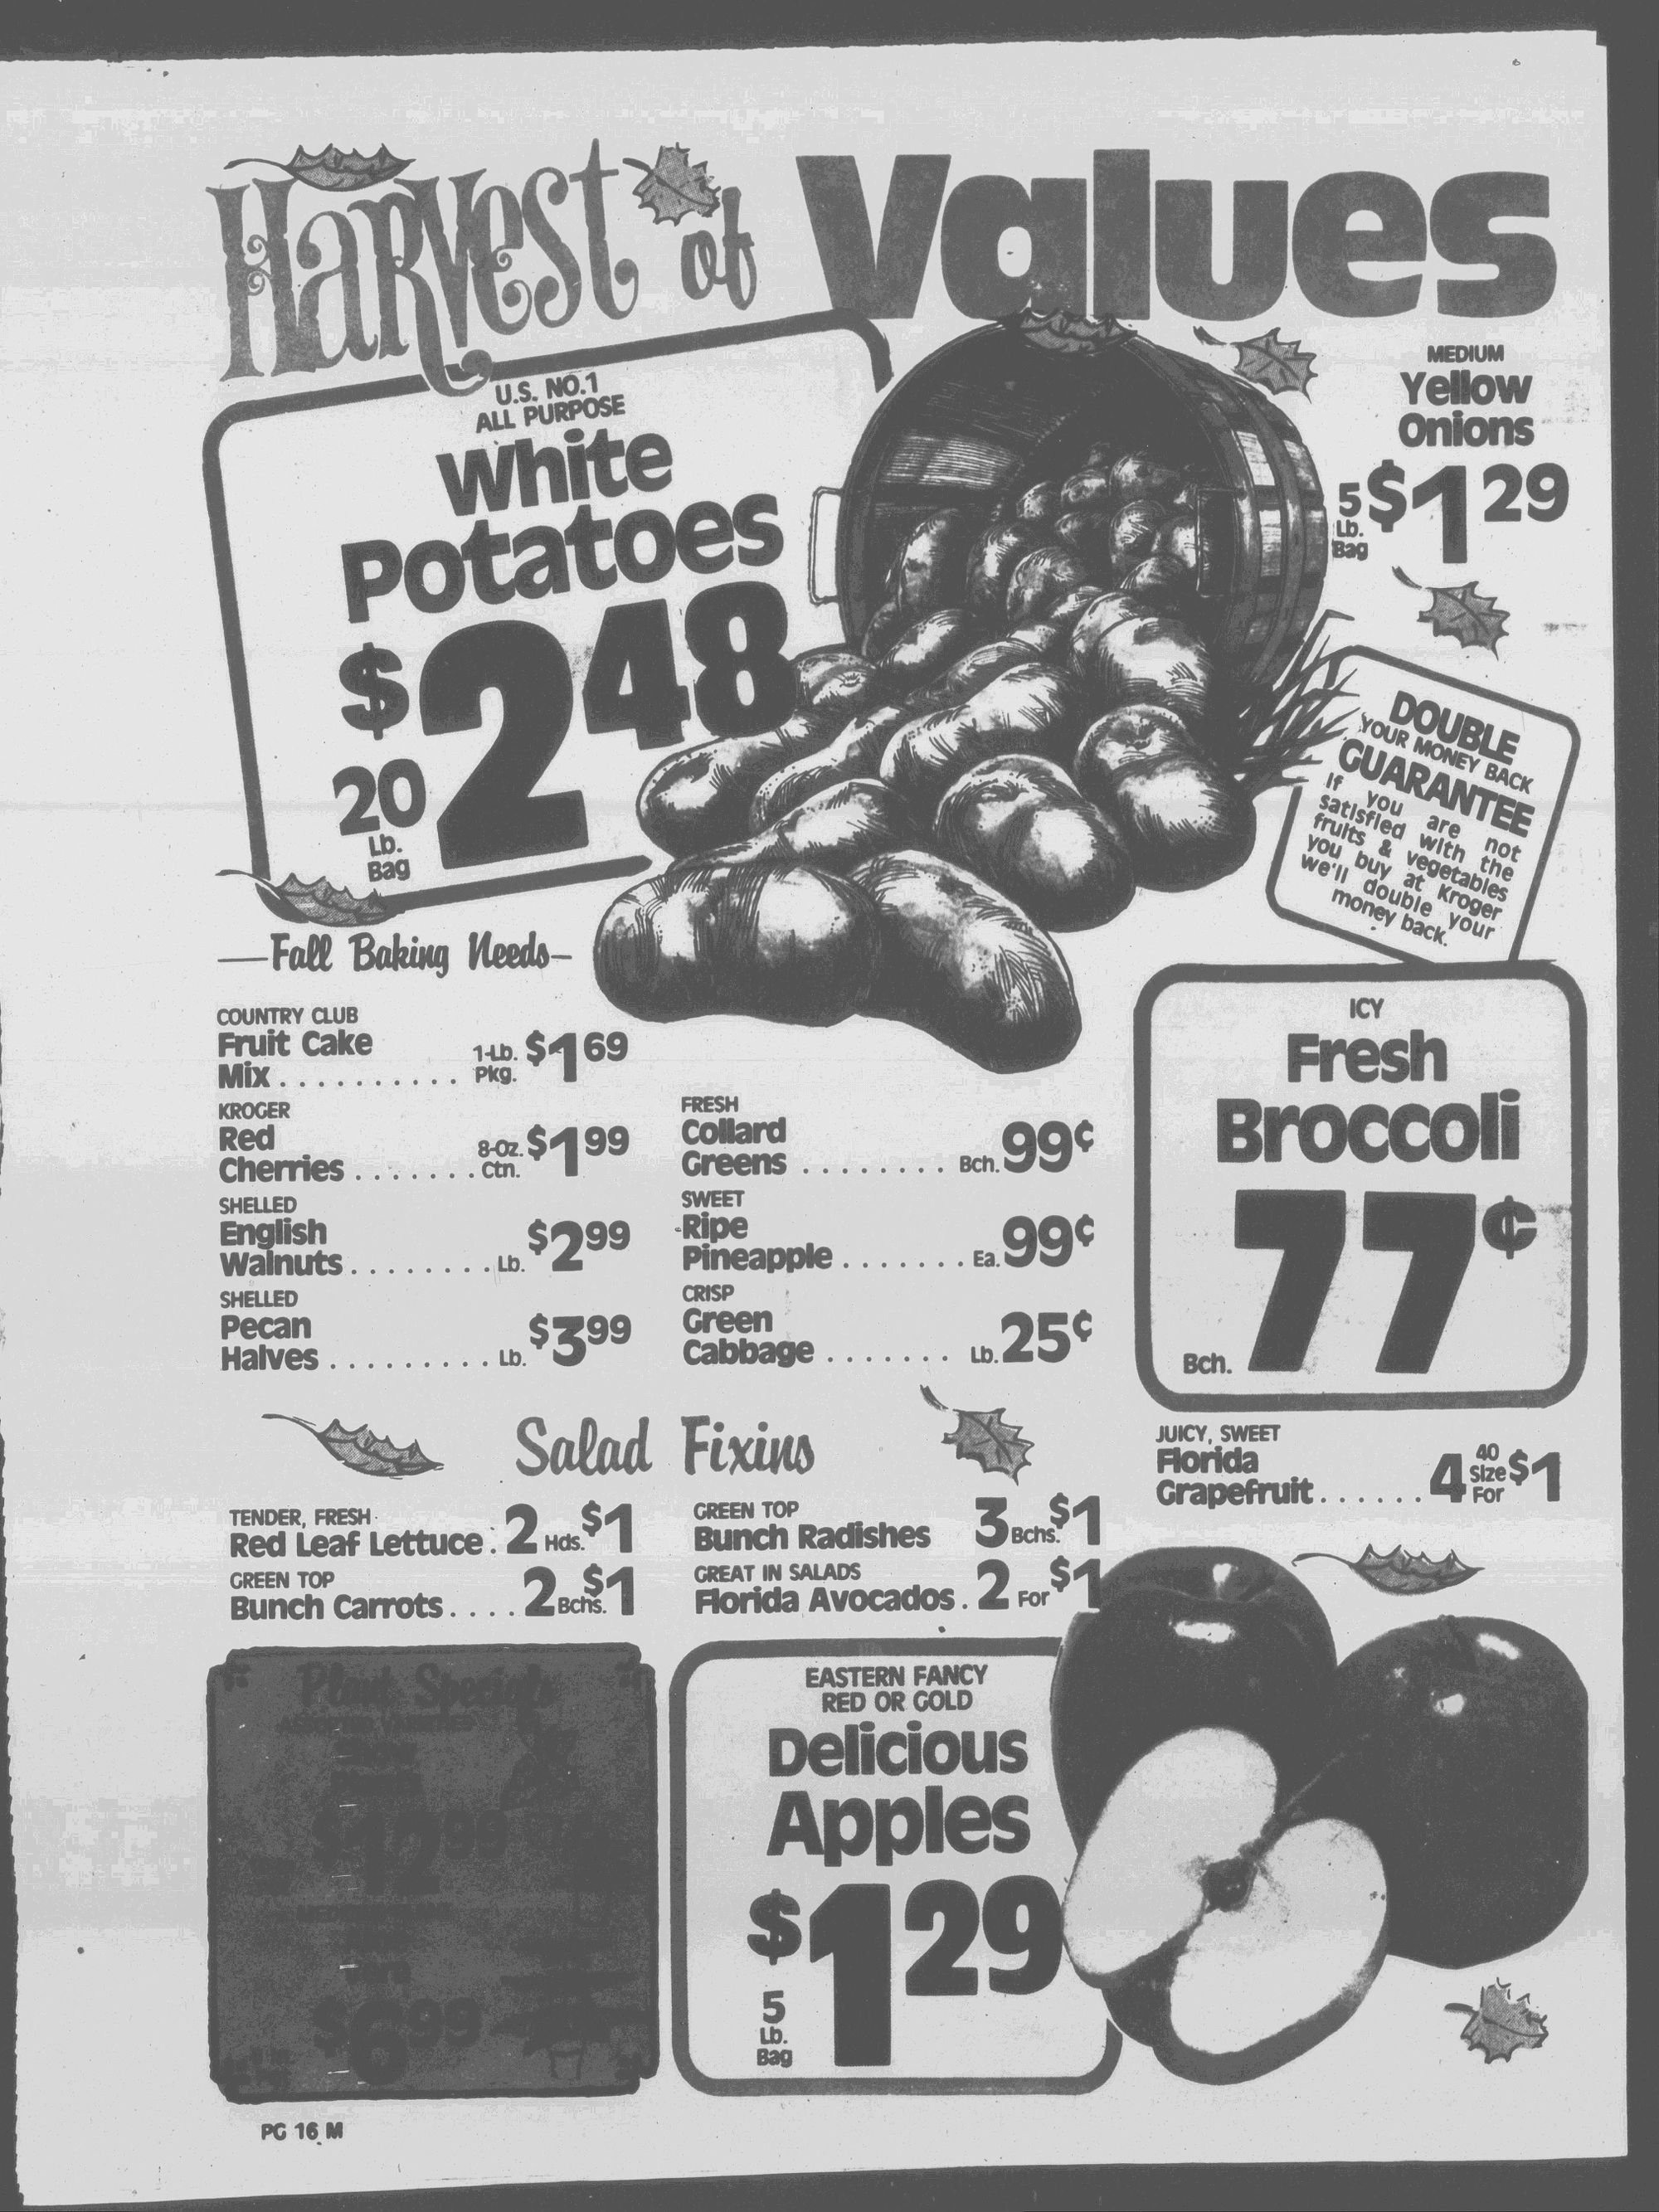 Harvest of Values
U.S. NO.1
ALL PURPOSE
White
Potatoes
$2 48
20
Lb.
Bag
MEDIUM
Yellow
Onions
5 Lb. Bag $1 29
DOUBLE
YOUR MONEY BACK
GUARANTEE
If you are not
satisfied with the
fruits & vegetables
you buy at Kroger
we'll double your
money back.
—Fall Baking Needs—
COUNTRY CLUB
Fruit Cake
Mix .......... 1-Lb. Pkg. $1 69
KROGER
Red
Cherries ....... 8-Oz. Ctn. $1 99
SHELLED
English
Walnuts ........ Lb. $2 99
SHELLED
Pecan
Halves ......... Lb. $3 99
FRESH
Collard
Greens ........ Bch. 99¢
SWEET
Ripe
Pineapple ....... Ea. 99¢
CRISP
Green
Cabbage ....... Lb. 25¢
ICY
Fresh
Broccoli
Bch. 77¢
JUICY, SWEET
Florida
Grapefruit ...... 4 40 Size For $1
Salad Fixins
TENDER, FRESH
Red Leaf Lettuce . 2 Hds. $1
GREEN TOP
Bunch Carrots .... 2 Bchs. $1
GREEN TOP
Bunch Radishes 3 Bchs. $1
GREAT IN SALADS
Florida Avocados . 2 For $1
Plant Specials
$12 99
$6 99
EASTERN FANCY
RED OR GOLD
Delicious
Apples
$1 29
5
Lb.
Bag
PG 16 M